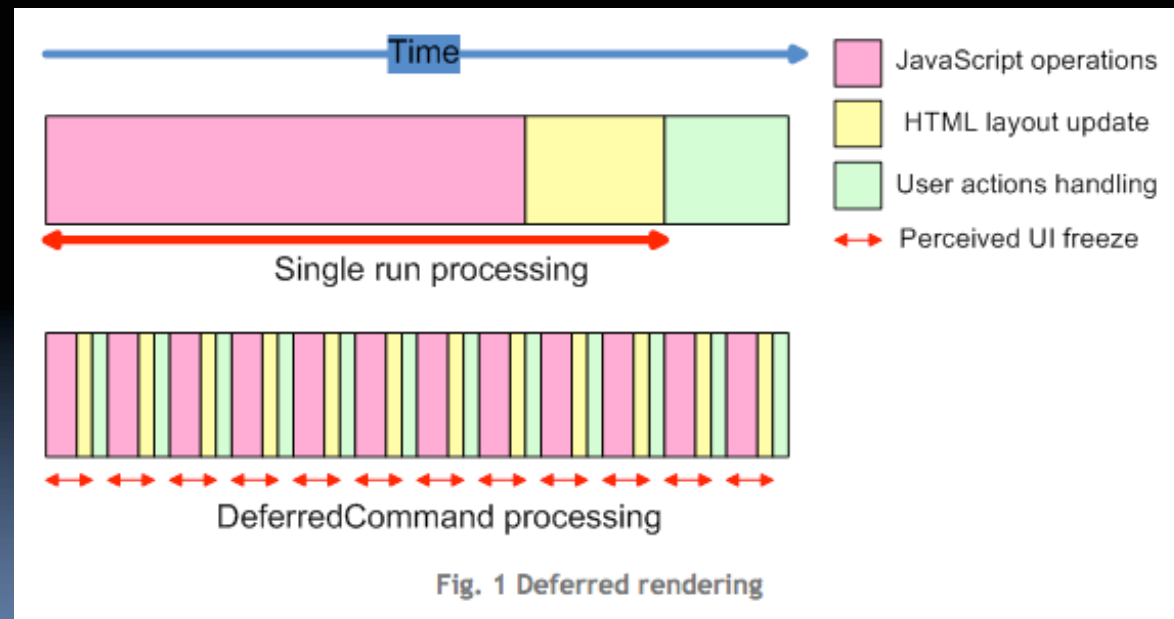 Time
JavaScript operations
HTML layout update
User actions handling
Perceived UI freeze
Single run processing
DeferredCommand processing
Fig. 1 Deferred rendering